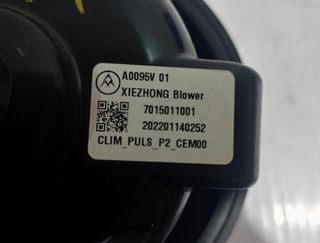 A0095V 01
XIEZHONG Blower
7015011001
202201140252
CLIM_PULS_P2_CEM00